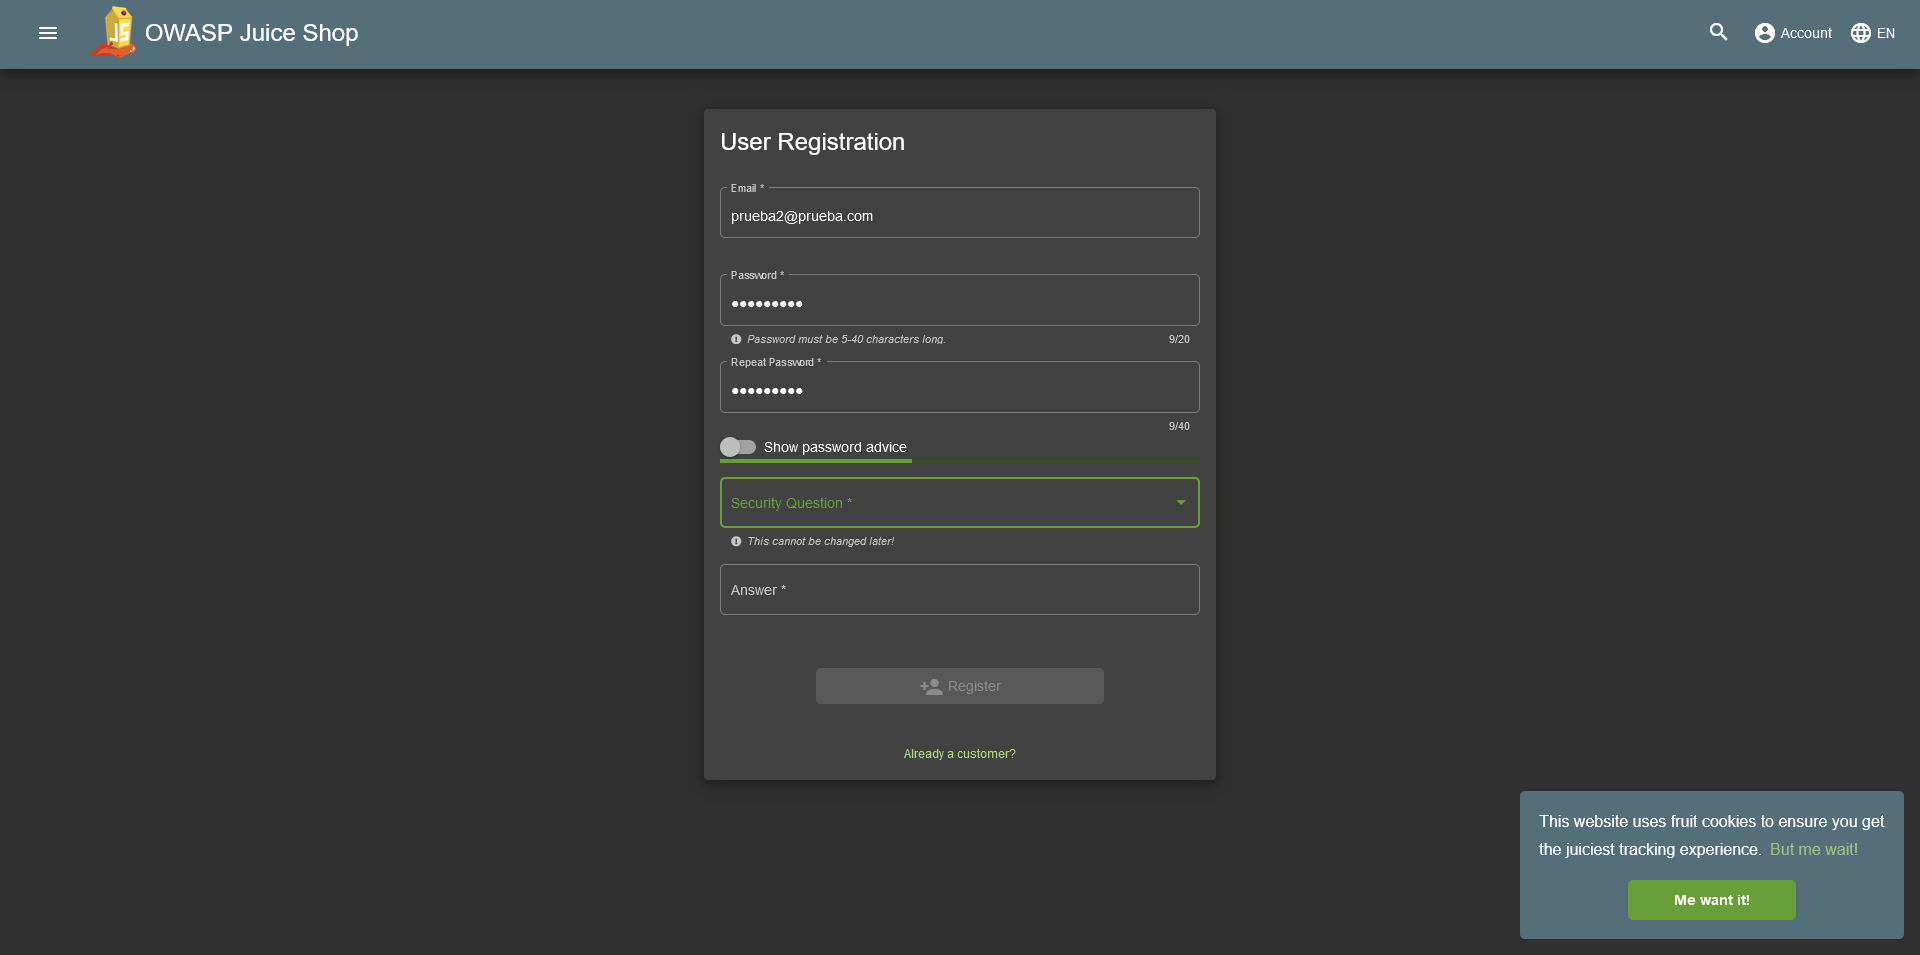 OWASP Juice Shop
Account
EN
User Registration
Email *
prueba2@prueba.com
Password *
•••••••••
Password must be 5-40 characters long.
9/20
Repeat Password *
•••••••••
9/40
Show password advice
Security Question *
This cannot be changed later!
Answer *
Register
Already a customer?
This website uses fruit cookies to ensure you get
the juiciest tracking experience. But me wait!
Me want it!